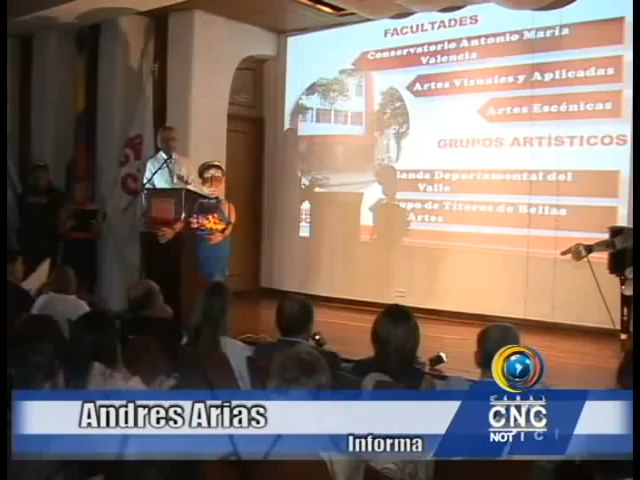 FACULTADES
Conservatorio Antonio María
Valencia
Artes Visuales y Aplicadas
Artes Escénicas
GRUPOS ARTÍSTICOS
Banda Departamental del
Valle
de Títeres de Bellas
Artes
Andres Arias
CNC
NOT
Informa